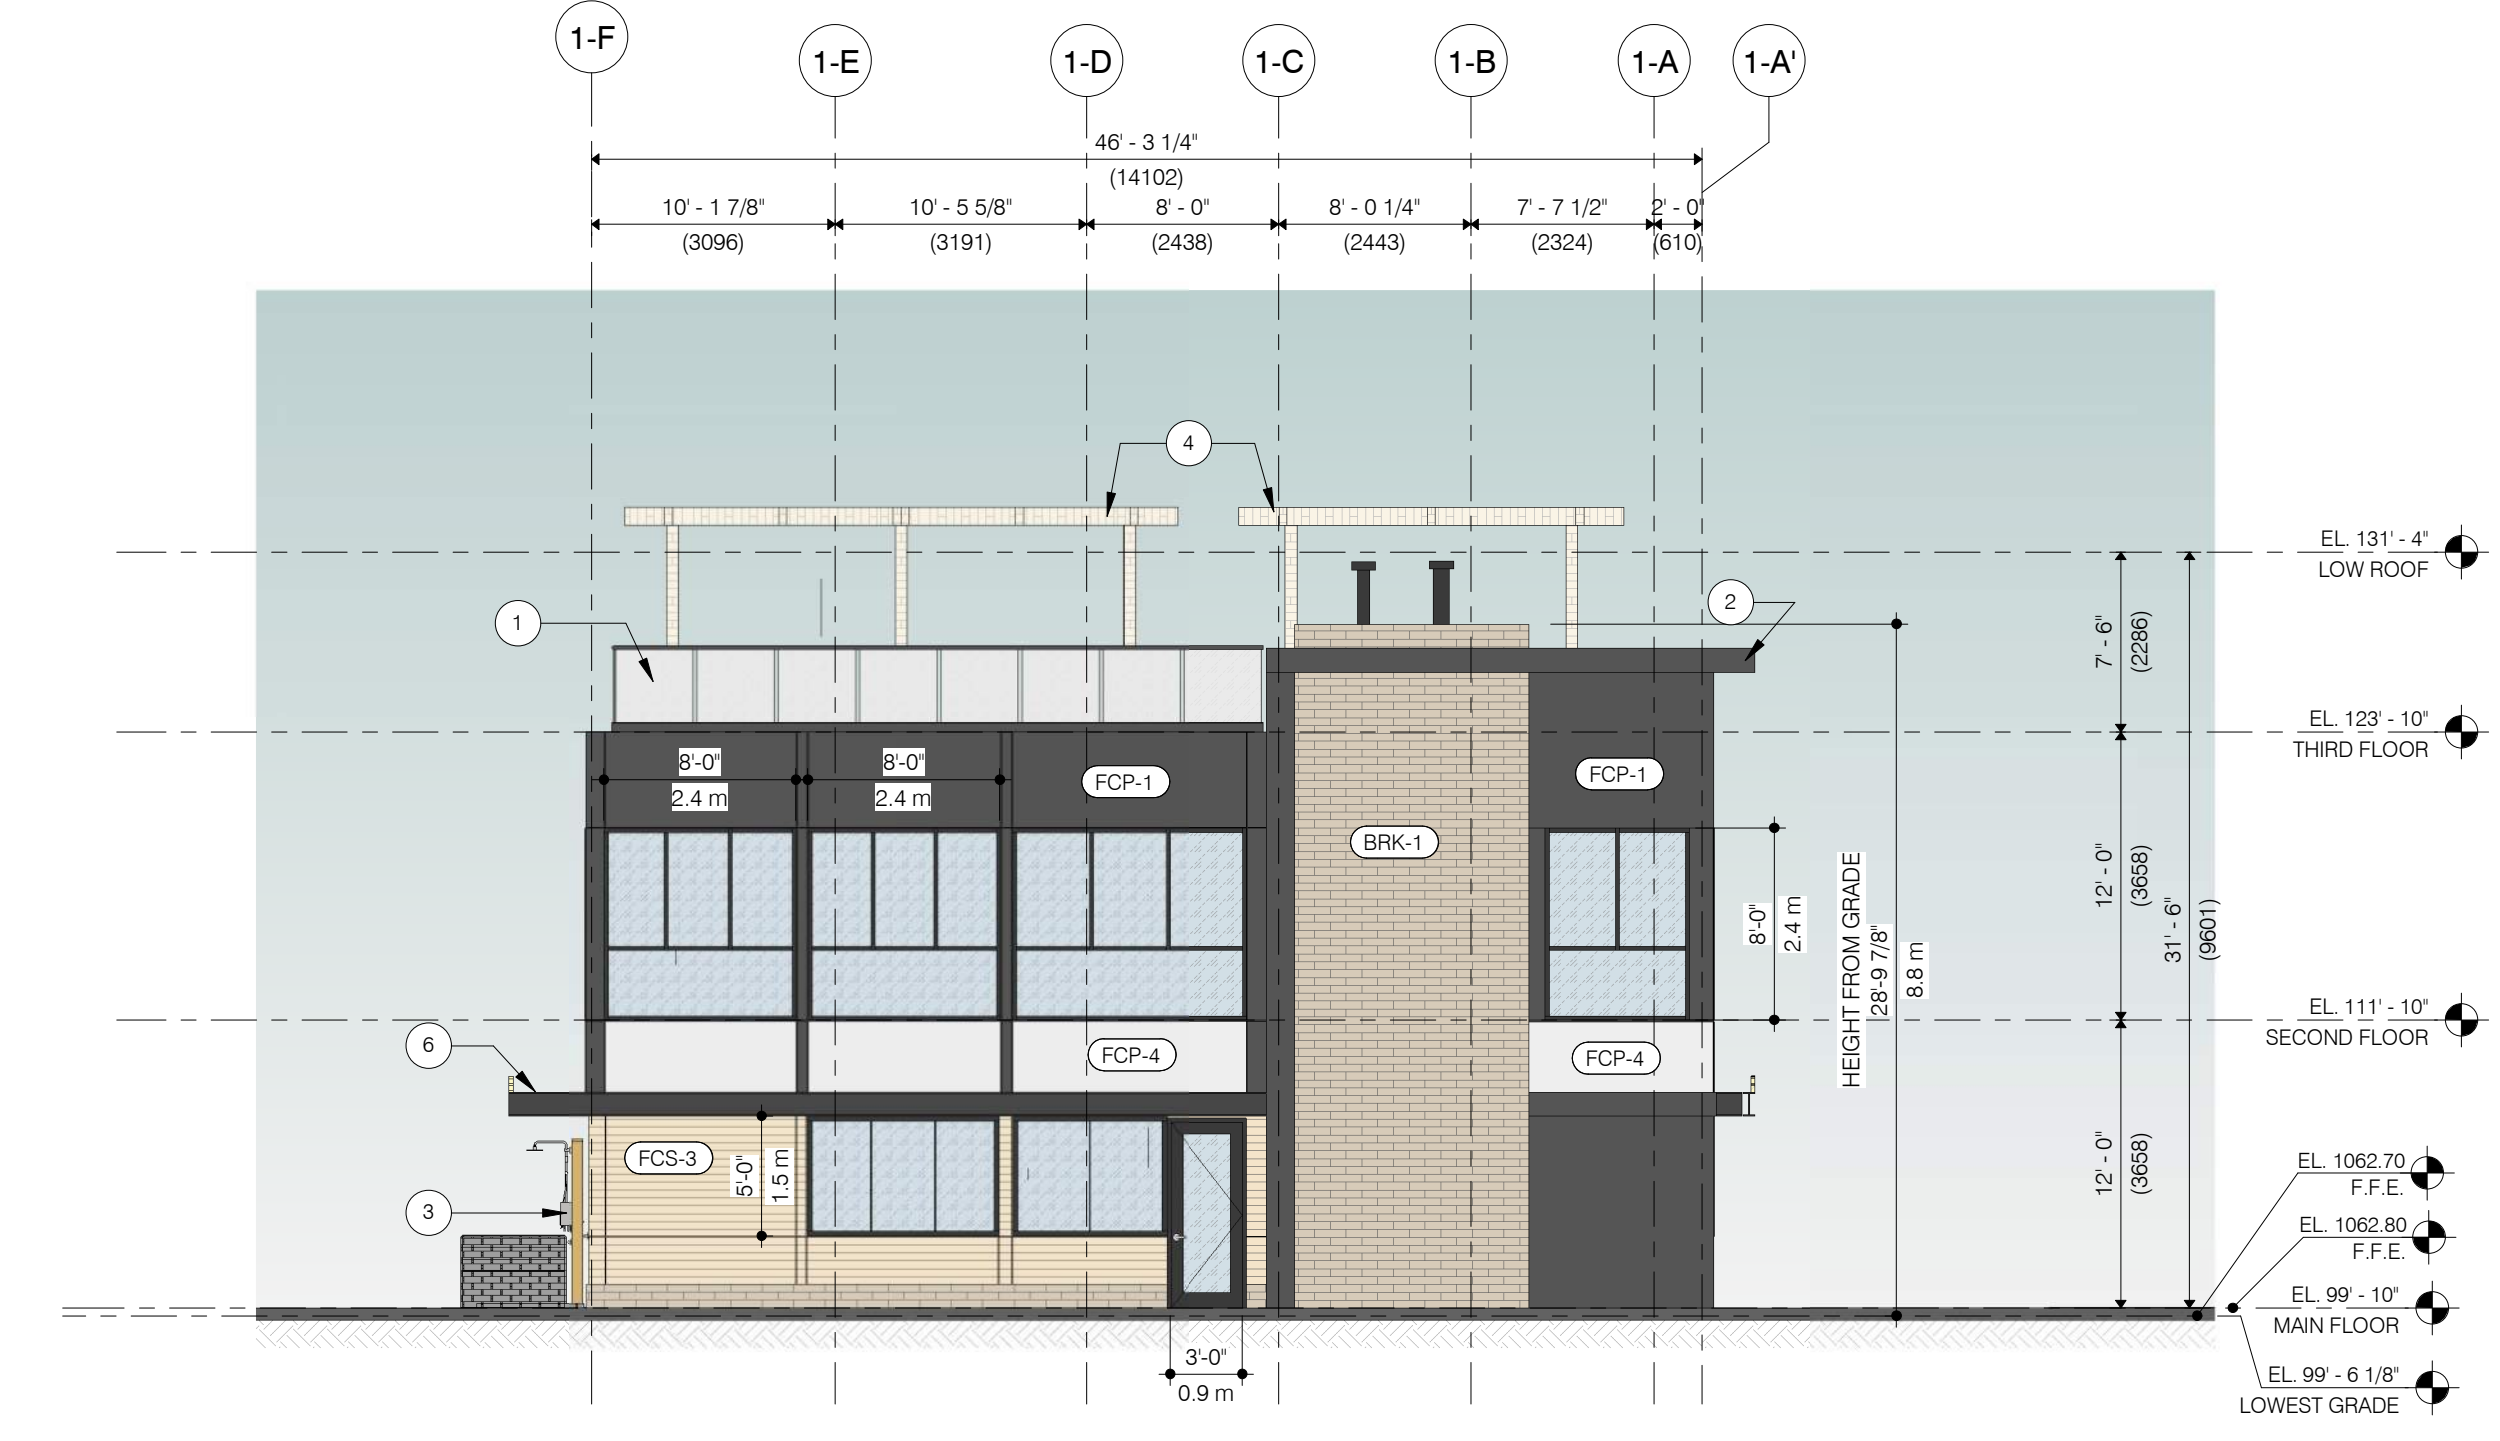 1-F
1-E
1-D
1-C
1-B
1-A
1-A'
46' - 3 1/4"
(14102)
10' - 1 7/8"
10' - 5 5/8"
8' - 0"
8' - 0 1/4"
7' - 7 1/2"
2' - 0"
(3096)
(3191)
(2438)
(2443)
(2324)
(610)
4
EL. 131' - 4"
LOW ROOF
1
2
7' - 6"
(2286)
EL. 123' - 10"
THIRD FLOOR
8'-0"
2.4 m
8'-0"
2.4 m
FCP-1
FCP-1
BRK-1
8'-0"
2.4 m
HEIGHT FROM GRADE
28'-9 7/8"
8.8 m
12' - 0"
(3658)
31' - 6"
(9601)
EL. 111' - 10"
SECOND FLOOR
6
FCP-4
FCP-4
FCS-3
5'-0"
1.5 m
3
12' - 0"
(3658)
EL. 1062.70
F.F.E.
EL. 1062.80
F.F.E.
EL. 99' - 10"
MAIN FLOOR
3'-0"
0.9 m
EL. 99' - 6 1/8"
LOWEST GRADE